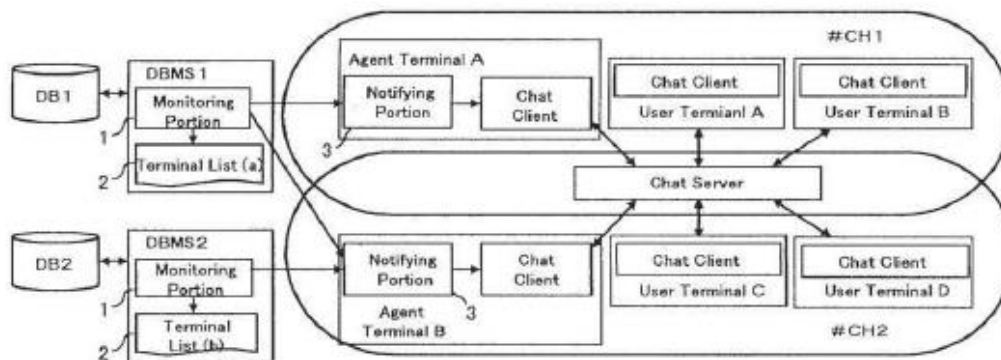 #CH1
Agent Terminal A
DBMS1
DB1
Monitoring
Portion
1
Notifying
Portion
3
Chat
Client
Chat Client
User Termianl A
Chat Client
User Terminal B
2
Terminal List (a)
Chat Server
DBMS2
DB2
Monitoring
Portion
1
Notifying
Portion
3
Chat
Client
Chat Client
User Terminal C
Chat Client
User Terminal D
Agent
Terminal B
2
Terminal
List (b)
#CH2